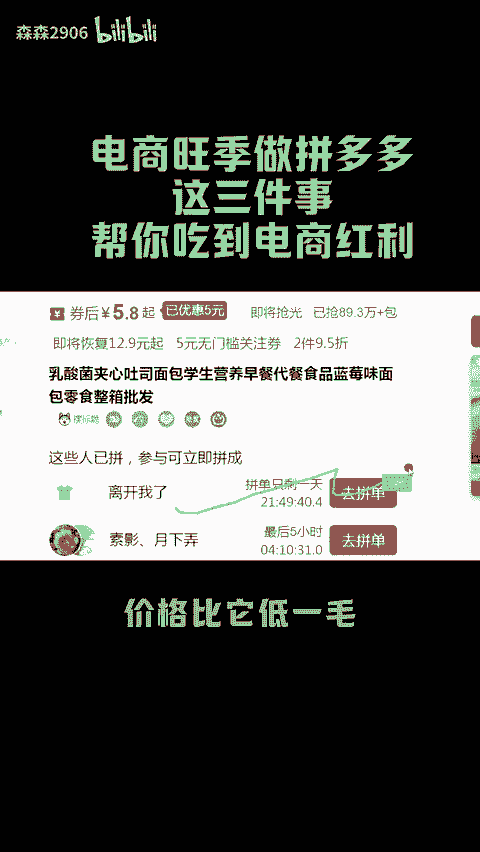 森森2906 bilibili
电商旺季做拼多多
这三件事
帮你吃到电商红利
券后¥5.8起 已优惠5元 即将抢光 已抢89.3万+包
即将恢复12.9元起 5元无门槛关注券 2件9.5折
乳酸菌夹心吐司面包学生营养早餐代餐食品蓝莓味面
包零食整箱批发
这些人已拼，参与可立即拼成
离开我了 拼单只剩一天 去拼单
21:49:40.4
素影、月下弄 最后5小时 去拼单
04:10:31.0
价格比它低一毛